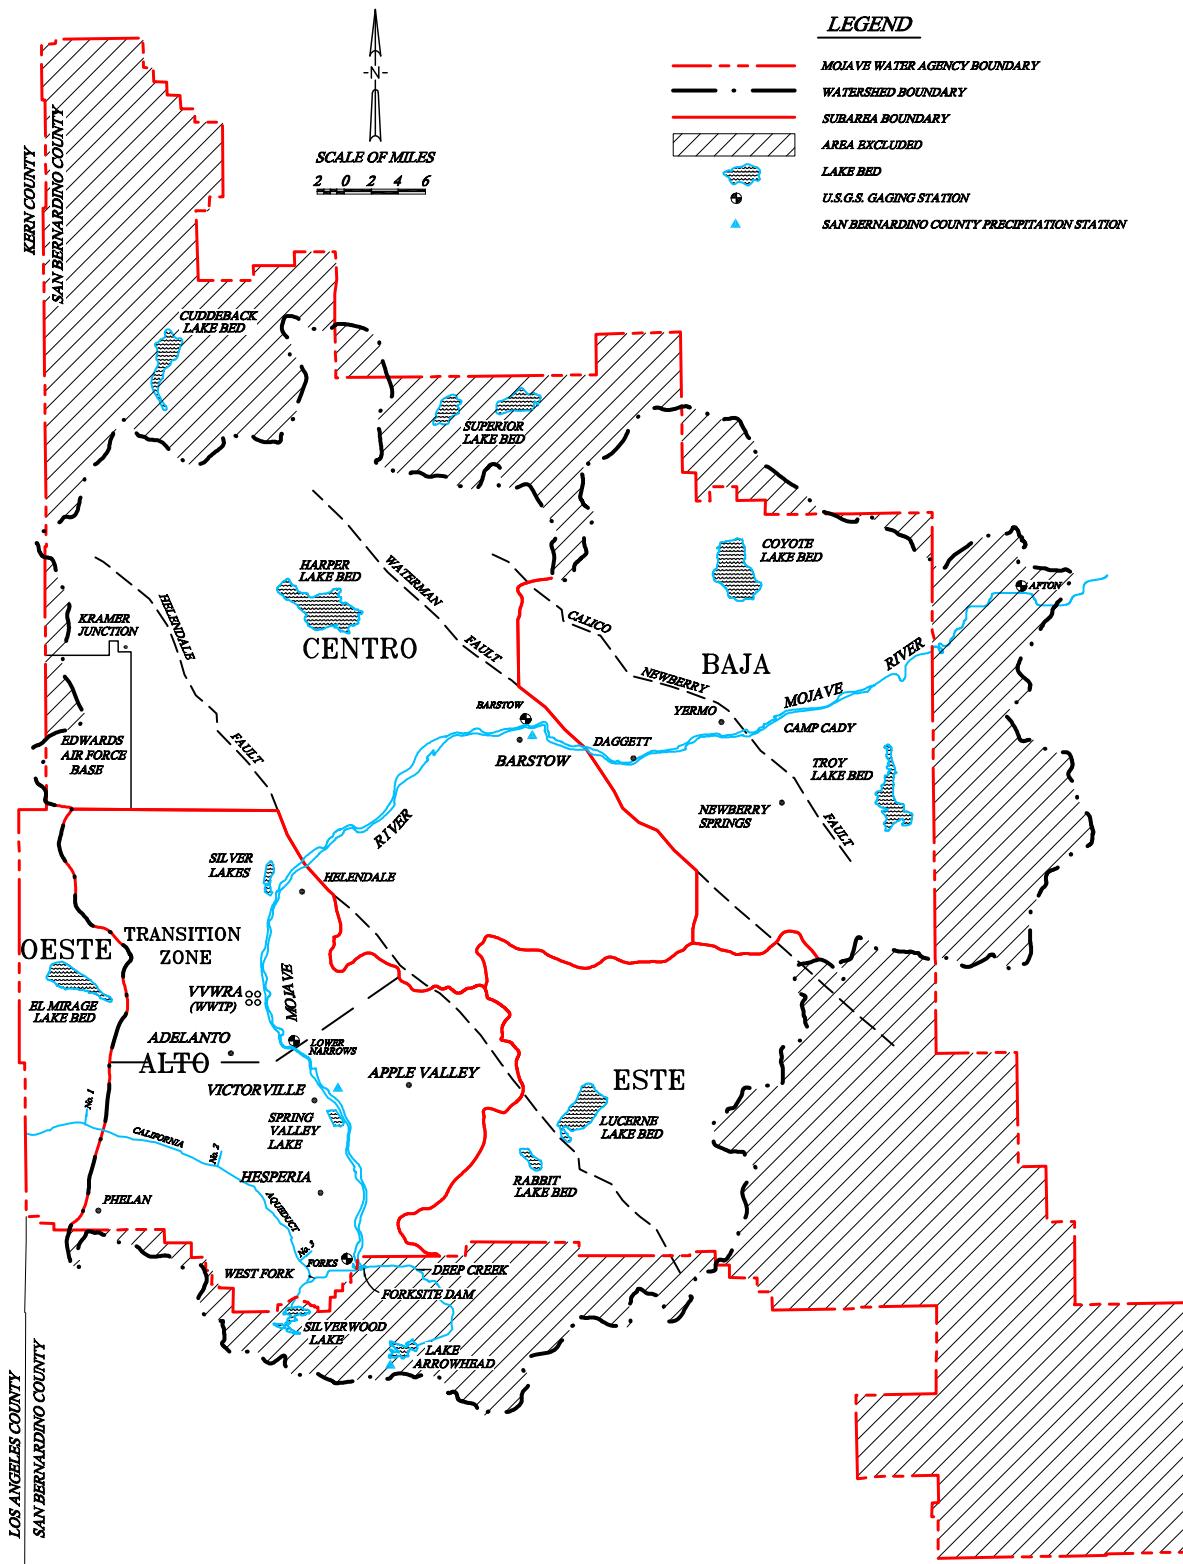 LEGEND
MOJAVE WATER AGENCY BOUNDARY
WATERSHED BOUNDARY
SUBAREA BOUNDARY
AREA EXCLUDED
LAKE BED
U.S.G.S. GAGING STATION
SAN BERNARDINO COUNTY PRECIPITATION STATION
-N-
SCALE OF MILES
2 0 2 4 6
KERN COUNTY
SAN BERNARDINO COUNTY
CUDDEBACK
LAKE BED
SUPERIOR
LAKE BED
COYOTE
LAKE BED
HARPER
LAKE BED
WATERMAN
FAULT
CALICO
NEWBERRY
FAULT
AFTON
HELENDALE
FAULT
KRAMER
JUNCTION
CENTRO
BAJA
RIVER
MOJAVE
BARSTOW
YERMO
CAMP CADY
EDWARDS
AIR FORCE
BASE
DAGGETT
BARSTOW
TROY
LAKE BED
NEWBERRY
SPRINGS
RIVER
SILVER
LAKES
HELENDALE
OESTE
TRANSITION
ZONE
EL MIRAGE
LAKE BED
VVWRA
(WWTP)
MOJAVE
ADELANTO
LOWER
NARROWS
ALTO
APPLE VALLEY
ESTE
VICTORVILLE
SPRING
VALLEY
LAKE
LUCERNE
LAKE BED
No. 1
CALIFORNIA
No. 2
HESPERIA
RABBIT
LAKE BED
PHELAN
AQUEDUCT
No. 3
FORKS
WEST FORK
DEEP CREEK
FORKSITE DAM
SILVERWOOD
LAKE
LAKE
ARROWHEAD
LOS ANGELES COUNTY
SAN BERNARDINO COUNTY